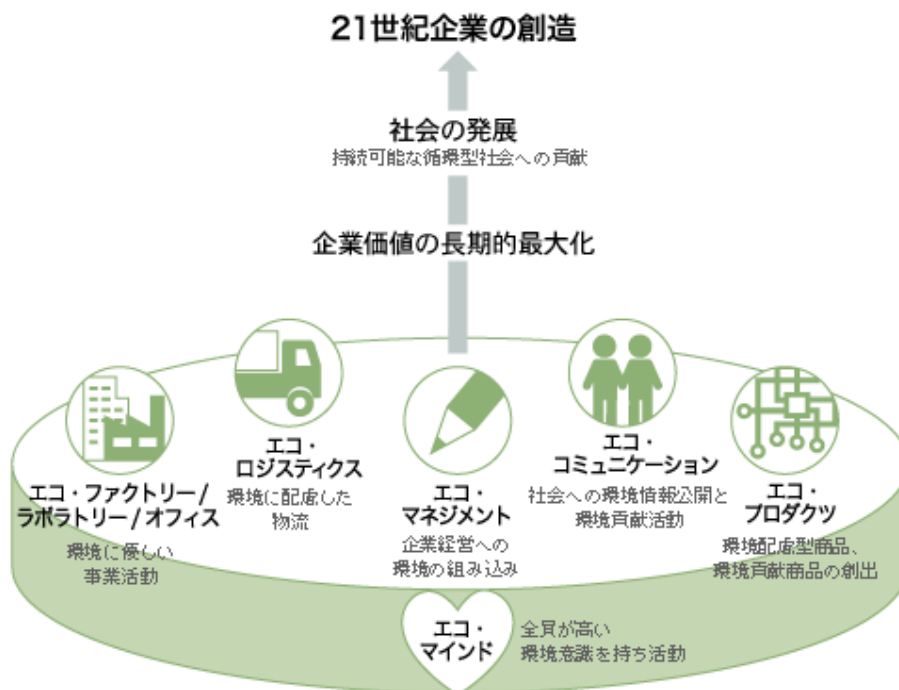 21世紀企業の創造
社会の発展
持続可能な循環型社会への貢献
企業価値の長期的最大化
エコ・ファクトリー/
ラボラトリー/オフィス
環境に優しい
事業活動
エコ・
ロジスティクス
環境に配慮した
物流
エコ・
マネジメント
企業経営への
環境の組み込み
エコ・
コミュニケーション
社会への環境情報公開と
環境貢献活動
エコ・
プロダクツ
環境配慮型商品、
環境貢献商品の創出
エコ・
マインド
全員が高い
環境意識を持ち活動